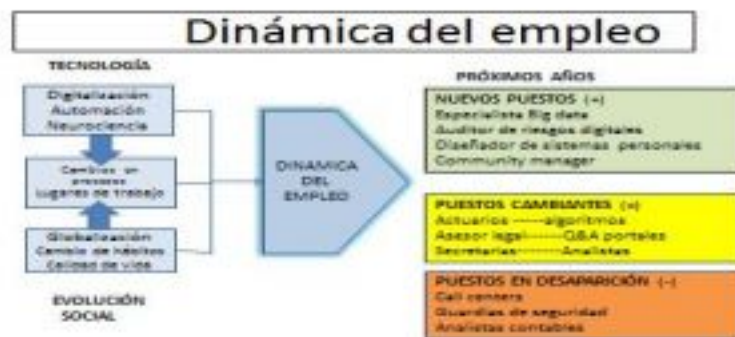 Dinámica del empleo
TECNOLOGÍA
Digitalización
Automación
Neurociencia
Cambios en
procesos
Lugares de trabajo
Globalización
Cambio de hábitos
Calidad de vida
EVOLUCIÓN
SOCIAL
DINAMICA
DEL
EMPLEO
PRÓXIMOS AÑOS
NUEVOS PUESTOS (+)
Especialista Big data
Auditor de riesgos digitales
Diseñador de sistemas personales
Community manager
PUESTOS CAMBIANTES (=)
Actuarios ------algoritmos
Asesor legal-------Q&A portales
Secretarias--------Analistas
PUESTOS EN DESAPARICIÓN (-)
Call centers
Guardias de seguridad
Analistas contables